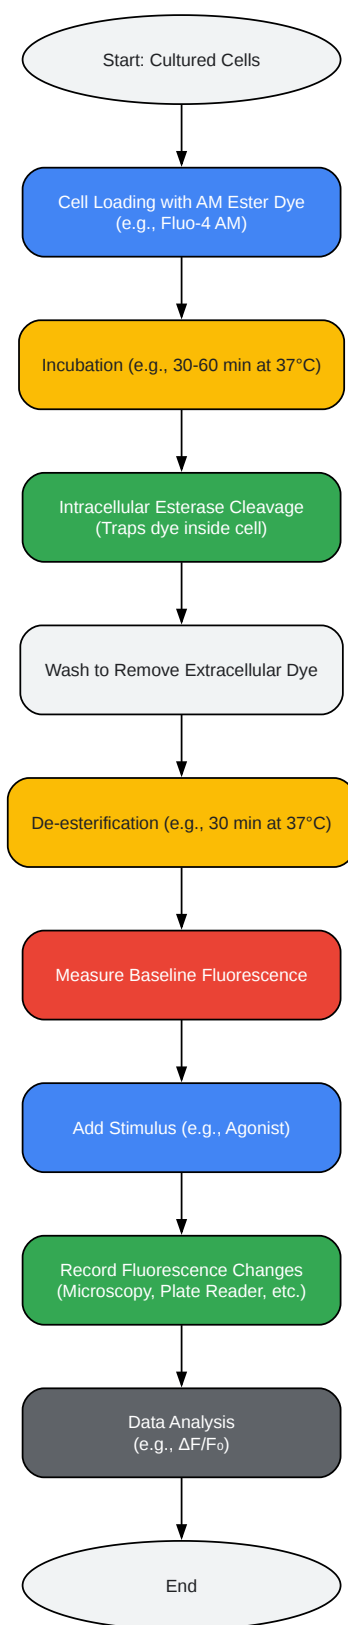 Start: Cultured Cells
Cell Loading with AM Ester Dye
(e.g., Fluo-4 AM)
Incubation (e.g., 30-60 min at 37°C)
Intracellular Esterase Cleavage
(Traps dye inside cell)
Wash to Remove Extracellular Dye
De-esterification (e.g., 30 min at 37°C)
Measure Baseline Fluorescence
Add Stimulus (e.g., Agonist)
Record Fluorescence Changes
(Microscopy, Plate Reader, etc.)
Data Analysis
(e.g., ΔF/F₀)
End